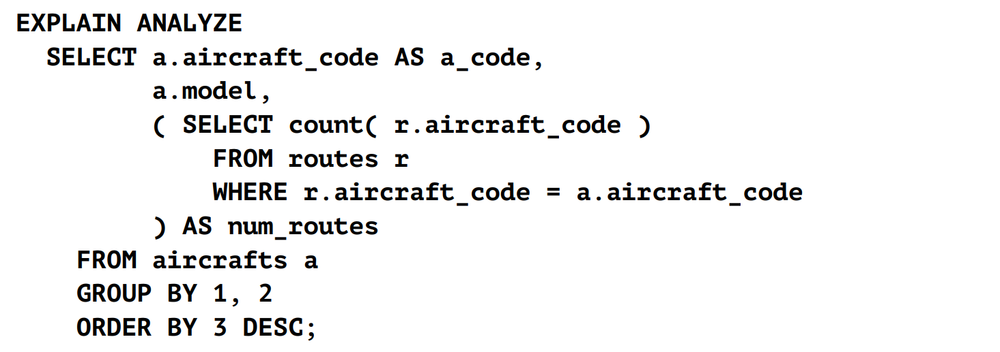 EXPLAIN ANALYZE
SELECT a.aircraft_code AS a_code,
a.model,
( SELECT count( r.aircraft_code )
FROM routes r
WHERE r.aircraft_code = a.aircraft_code
) AS num_routes
FROM aircrafts a
GROUP BY 1, 2
ORDER BY 3 DESC;